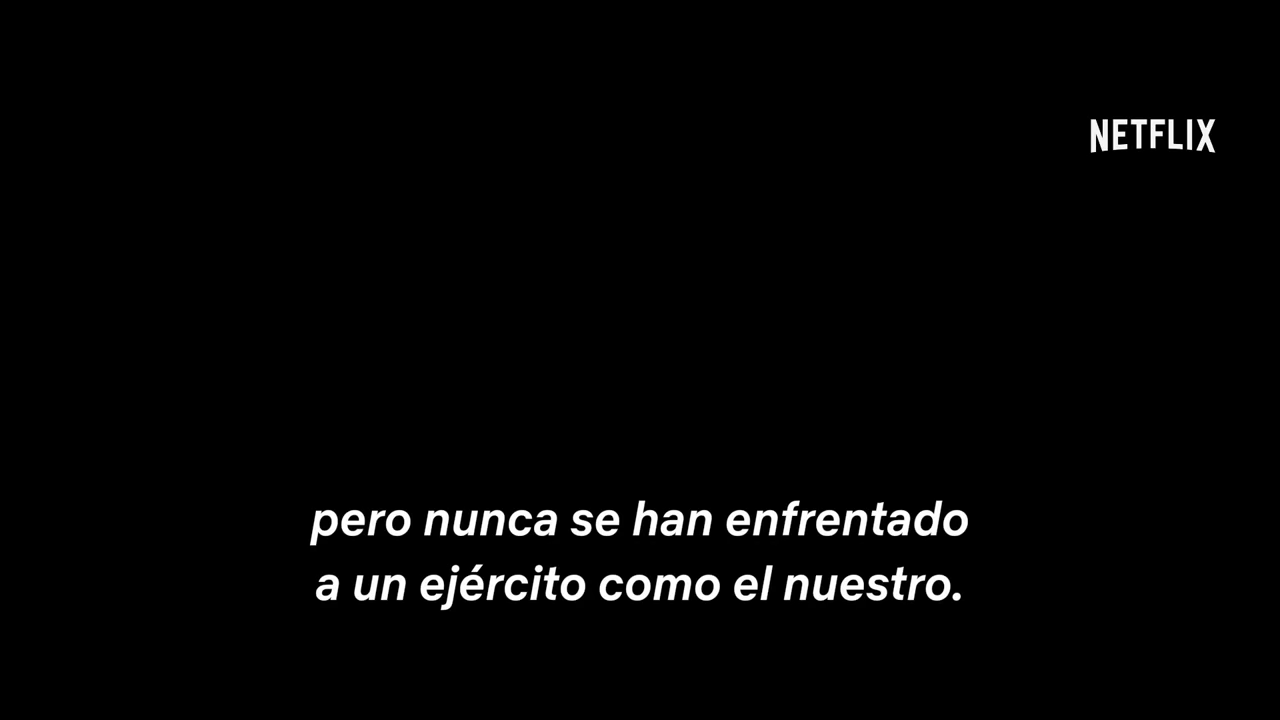 NETFLIX
pero nunca se han enfrentado
a un ejército como el nuestro.